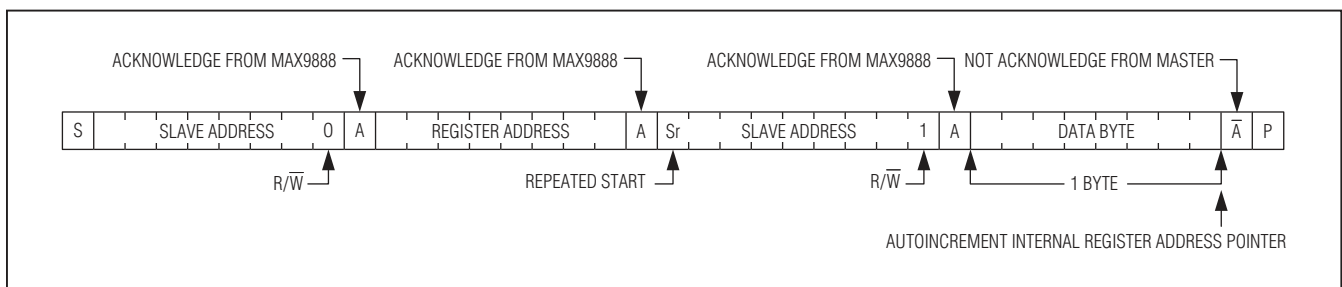 ACKNOWLEDGE FROM MAX9888 ACKNOWLEDGE FROM MAX9888 ACKNOWLEDGE FROM MAX9888 NOT ACKNOWLEDGE FROM MASTER
S SLAVE ADDRESS 0 A REGISTER ADDRESS A Sr SLAVE ADDRESS 1 A DATA BYTE A̅ P
R/W̅ REPEATED START R/W̅ 1 BYTE
AUTOINCREMENT INTERNAL REGISTER ADDRESS POINTER